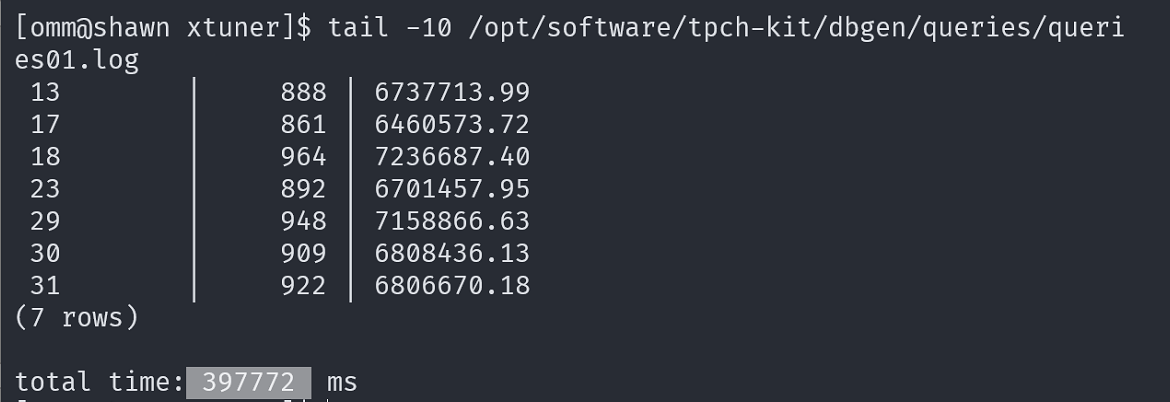 [omm@shawn xtuner]$ tail -10 /opt/software/tpch-kit/dbgen/queries/queri
es01.log
13 | 888 | 6737713.99
17 | 861 | 6460573.72
18 | 964 | 7236687.40
23 | 892 | 6701457.95
29 | 948 | 7158866.63
30 | 909 | 6808436.13
31 | 922 | 6806670.18
(7 rows)
total time: 397772 ms